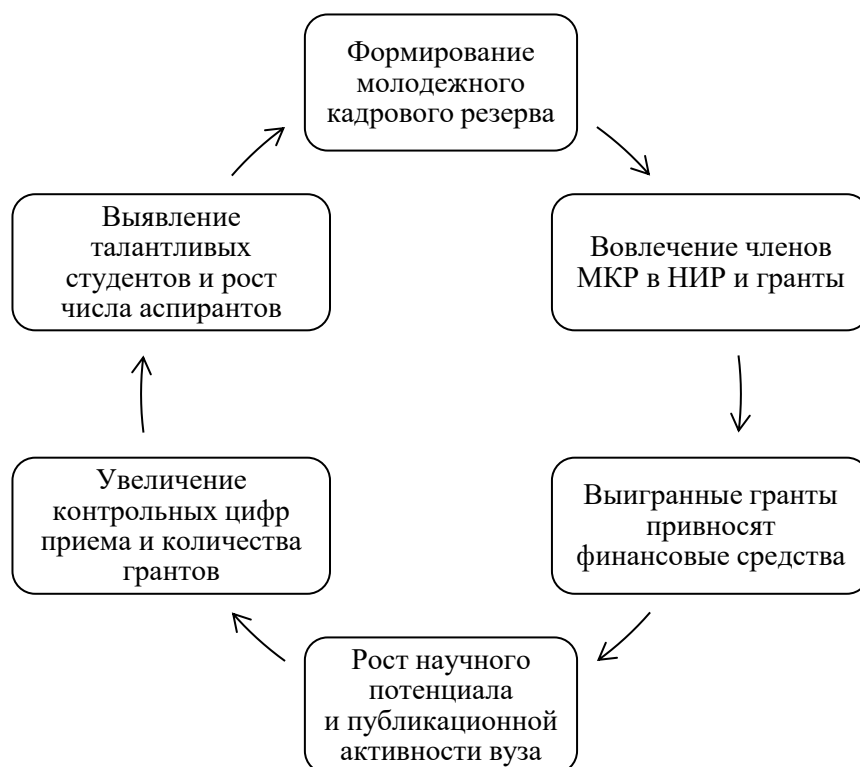 Формирование
молодежного
кадрового резерва
Вовлечение членов
МКР в НИР и гранты
Выигранные гранты
привносят
финансовые средства
Рост научного
потенциала
и публикационной
активности вуза
Увеличение
контрольных цифр
приема и количества
грантов
Выявление
талантливых
студентов и рост
числа аспирантов